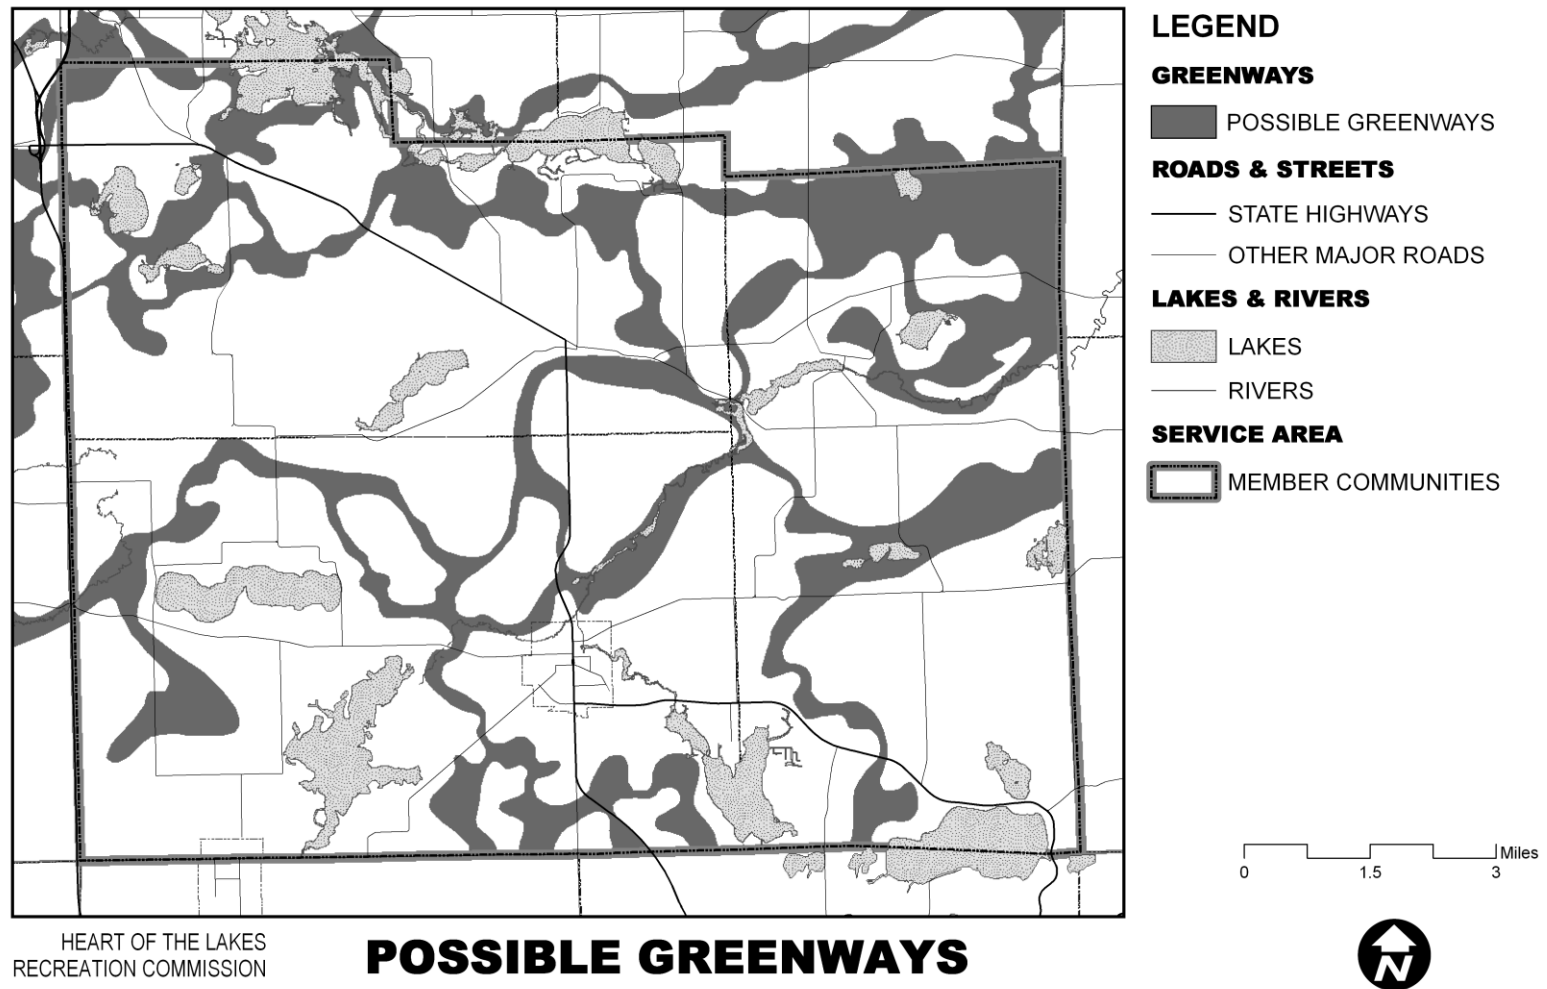 LEGEND
GREENWAYS
POSSIBLE GREENWAYS
ROADS & STREETS
STATE HIGHWAYS
OTHER MAJOR ROADS
LAKES & RIVERS
LAKES
RIVERS
SERVICE AREA
MEMBER COMMUNITIES
Miles
0 1.5 3
N
HEART OF THE LAKES
RECREATION COMMISSION
POSSIBLE GREENWAYS